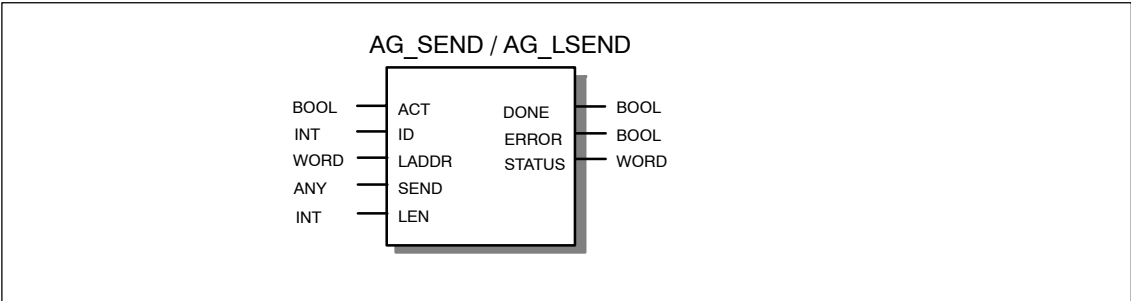 AG_SEND / AG_LSEND
BOOL ACT DONE BOOL
INT ID ERROR BOOL
WORD LADDR STATUS WORD
ANY SEND
INT LEN